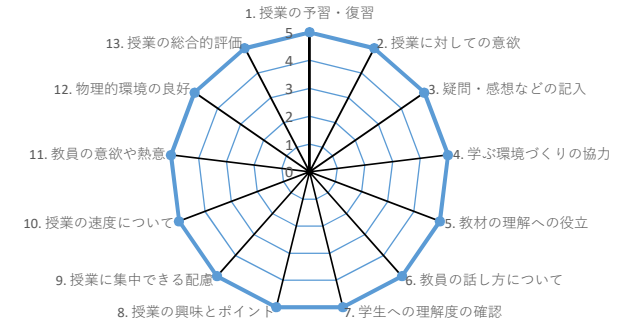 1. 授業の予習・復習
2. 授業に対しての意欲
3. 疑問・感想などの記入
4. 学ぶ環境づくりの協力
5. 教材の理解への役立
6. 教員の話し方について
7. 学生への理解度の確認
8. 授業の興味とポイント
9. 授業に集中できる配慮
10. 授業の速度について
11. 教員の意欲や熱意
12. 物理的環境の良好
13. 授業の総合的評価
5
4
3
2
1
0